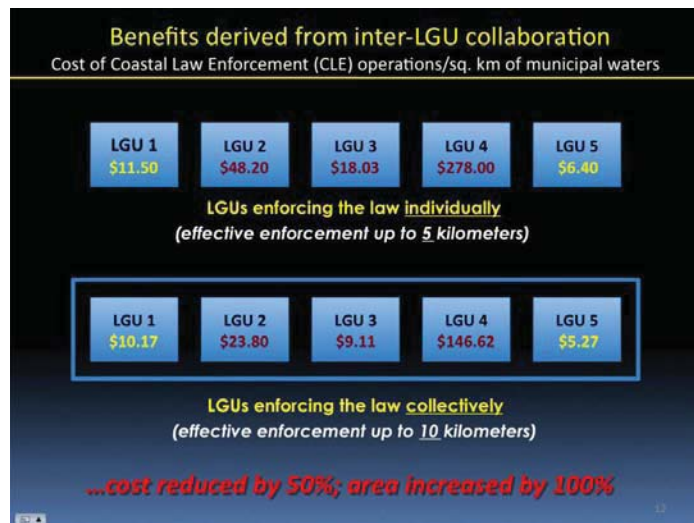 Benefits derived from inter-LGU collaboration
Cost of Coastal Law Enforcement (CLE) operations/sq. km of municipal waters
LGU 1 LGU 2 LGU 3 LGU 4 LGU 5
$11.50 $48.20 $18.03 $278.00 $6.40
LGUs enforcing the law individually
(effective enforcement up to 5 kilometers)
LGU 1 LGU 2 LGU 3 LGU 4 LGU 5
$10.17 $23.80 $9.11 $146.62 $5.27
LGUs enforcing the law collectively
(effective enforcement up to 10 kilometers)
...cost reduced by 50%; area increased by 100%